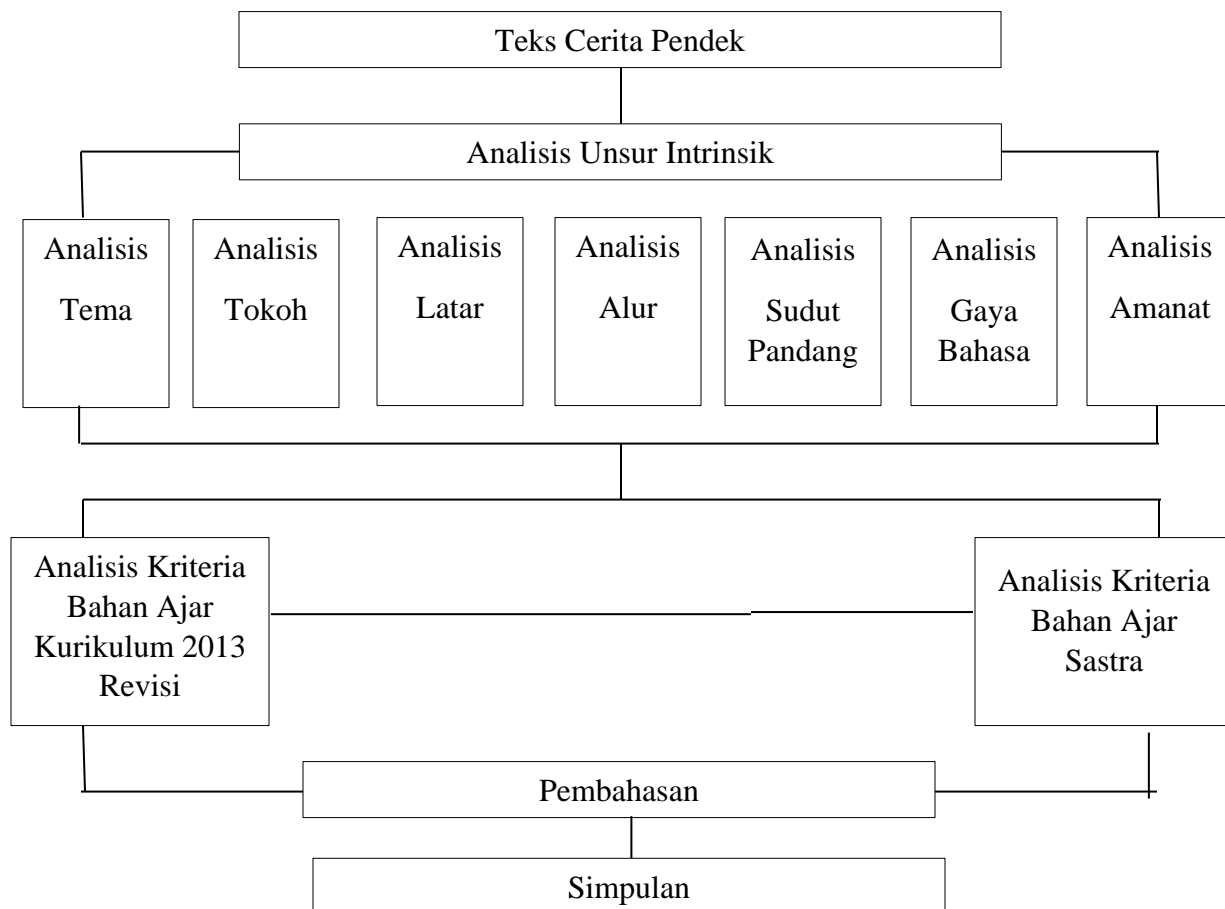 Teks Cerita Pendek
Analisis Unsur Intrinsik
Analisis
Tema
Analisis
Tokoh
Analisis
Latar
Analisis
Alur
Analisis
Sudut
Pandang
Analisis
Gaya
Bahasa
Analisis
Amanat
Analisis Kriteria
Bahan Ajar
Kurikulum 2013
Revisi
Analisis Kriteria
Bahan Ajar
Sastra
Pembahasan
Simpulan